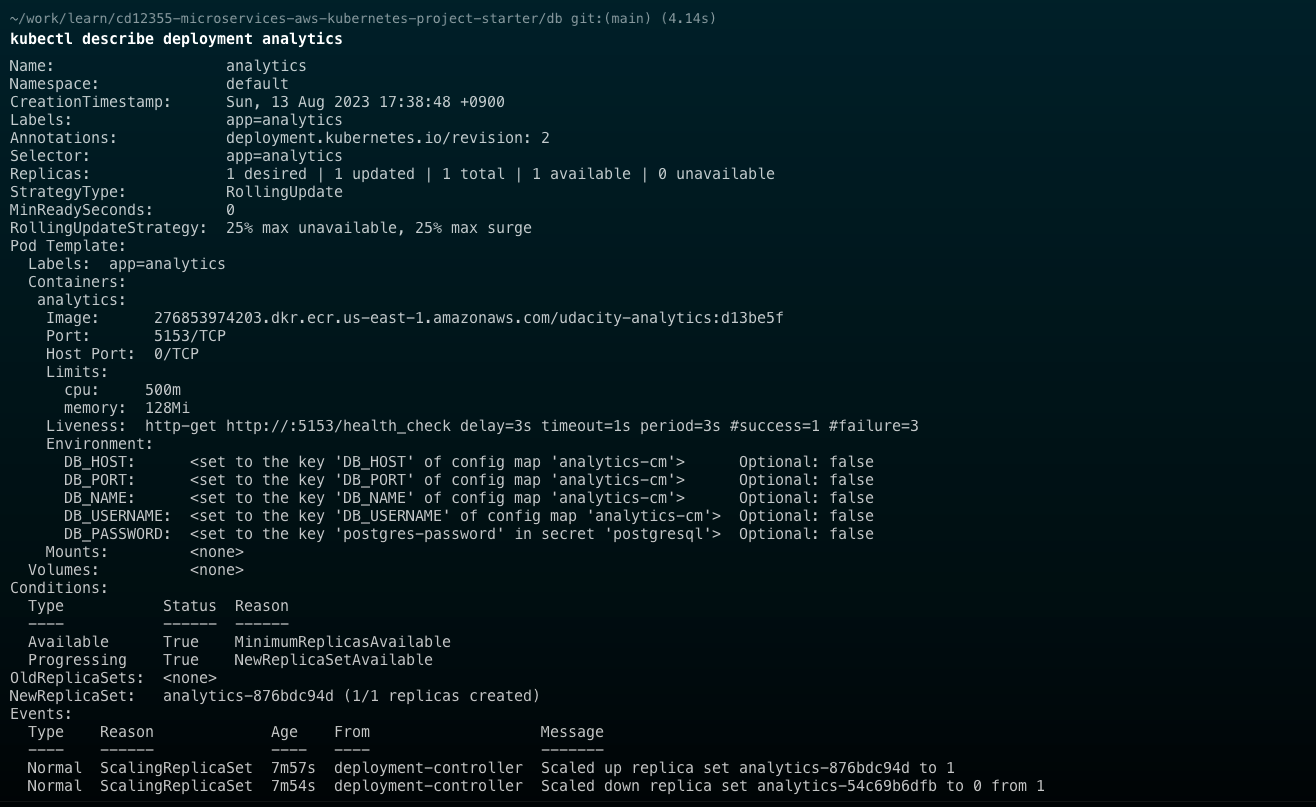 ~/work/learn/cd12355-microservices-aws-kubernetes-project-starter/db git:(main) (4.14s)
kubectl describe deployment analytics
Name:                   analytics
Namespace:              default
CreationTimestamp:      Sun, 13 Aug 2023 17:38:48 +0900
Labels:                 app=analytics
Annotations:            deployment.kubernetes.io/revision: 2
Selector:               app=analytics
Replicas:               1 desired | 1 updated | 1 total | 1 available | 0 unavailable
StrategyType:           RollingUpdate
MinReadySeconds:        0
RollingUpdateStrategy:  25% max unavailable, 25% max surge
Pod Template:
  Labels:  app=analytics
  Containers:
   analytics:
    Image:      276853974203.dkr.ecr.us-east-1.amazonaws.com/udacity-analytics:d13be5f
    Port:       5153/TCP
    Host Port:  0/TCP
    Limits:
      cpu:     500m
      memory:  128Mi
    Liveness:  http-get http://:5153/health_check delay=3s timeout=1s period=3s #success=1 #failure=3
    Environment:
      DB_HOST:      <set to the key 'DB_HOST' of config map 'analytics-cm'>      Optional: false
      DB_PORT:      <set to the key 'DB_PORT' of config map 'analytics-cm'>      Optional: false
      DB_NAME:      <set to the key 'DB_NAME' of config map 'analytics-cm'>      Optional: false
      DB_USERNAME:  <set to the key 'DB_USERNAME' of config map 'analytics-cm'>  Optional: false
      DB_PASSWORD:  <set to the key 'postgres-password' in secret 'postgresql'>  Optional: false
    Mounts:         <none>
  Volumes:          <none>
Conditions:
  Type           Status  Reason
  ----           ------  ------
  Available      True    MinimumReplicasAvailable
  Progressing    True    NewReplicaSetAvailable
OldReplicaSets:  <none>
NewReplicaSet:   analytics-876bdc94d (1/1 replicas created)
Events:
  Type    Reason             Age    From                   Message
  ----    ------             ----   ----                   -------
  Normal  ScalingReplicaSet  7m57s  deployment-controller  Scaled up replica set analytics-876bdc94d to 1
  Normal  ScalingReplicaSet  7m54s  deployment-controller  Scaled down replica set analytics-54c69b6dfb to 0 from 1